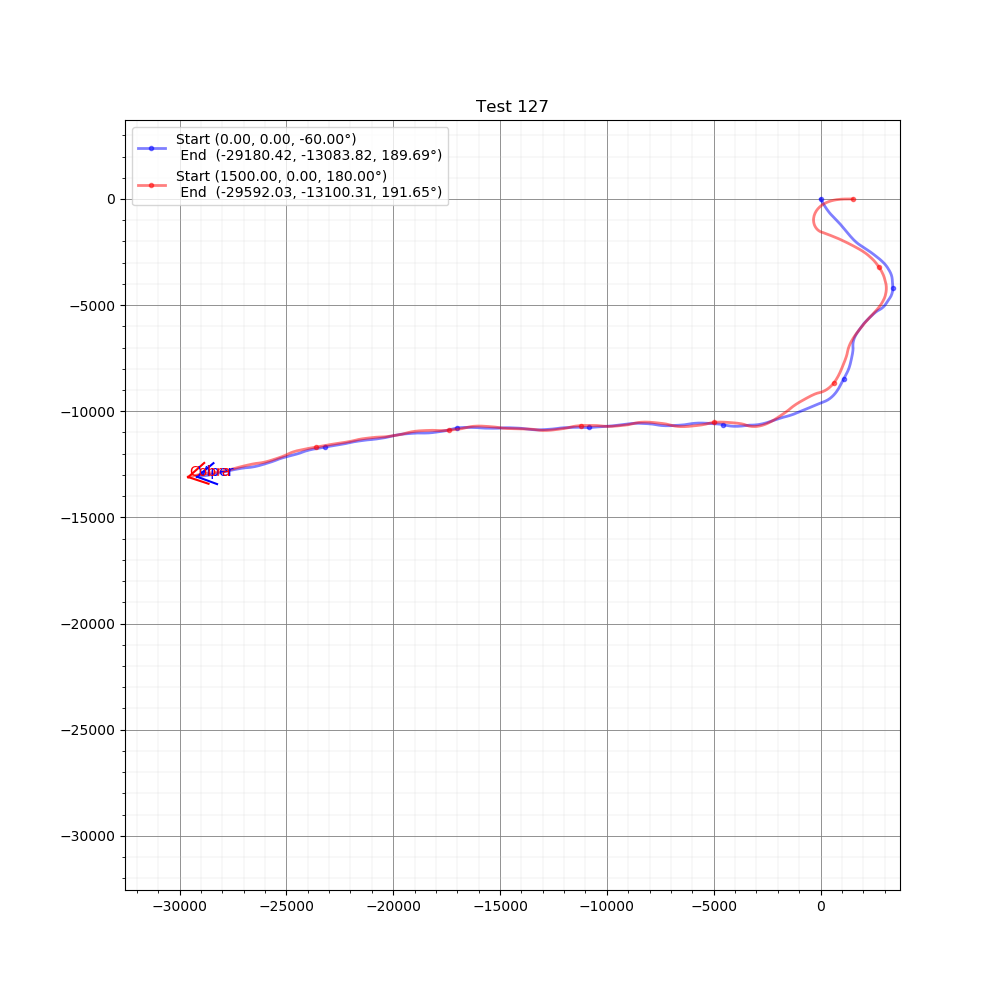 Test 127
Start (0.00, 0.00, -60.00°)
End  (-29180.42, -13083.82, 189.69°)
Start (1500.00, 0.00, 180.00°)
End  (-29592.03, -13100.31, 191.65°)
0
−5000
−10000
−15000
−20000
−25000
−30000
−30000 −25000 −20000 −15000 −10000 −5000 0